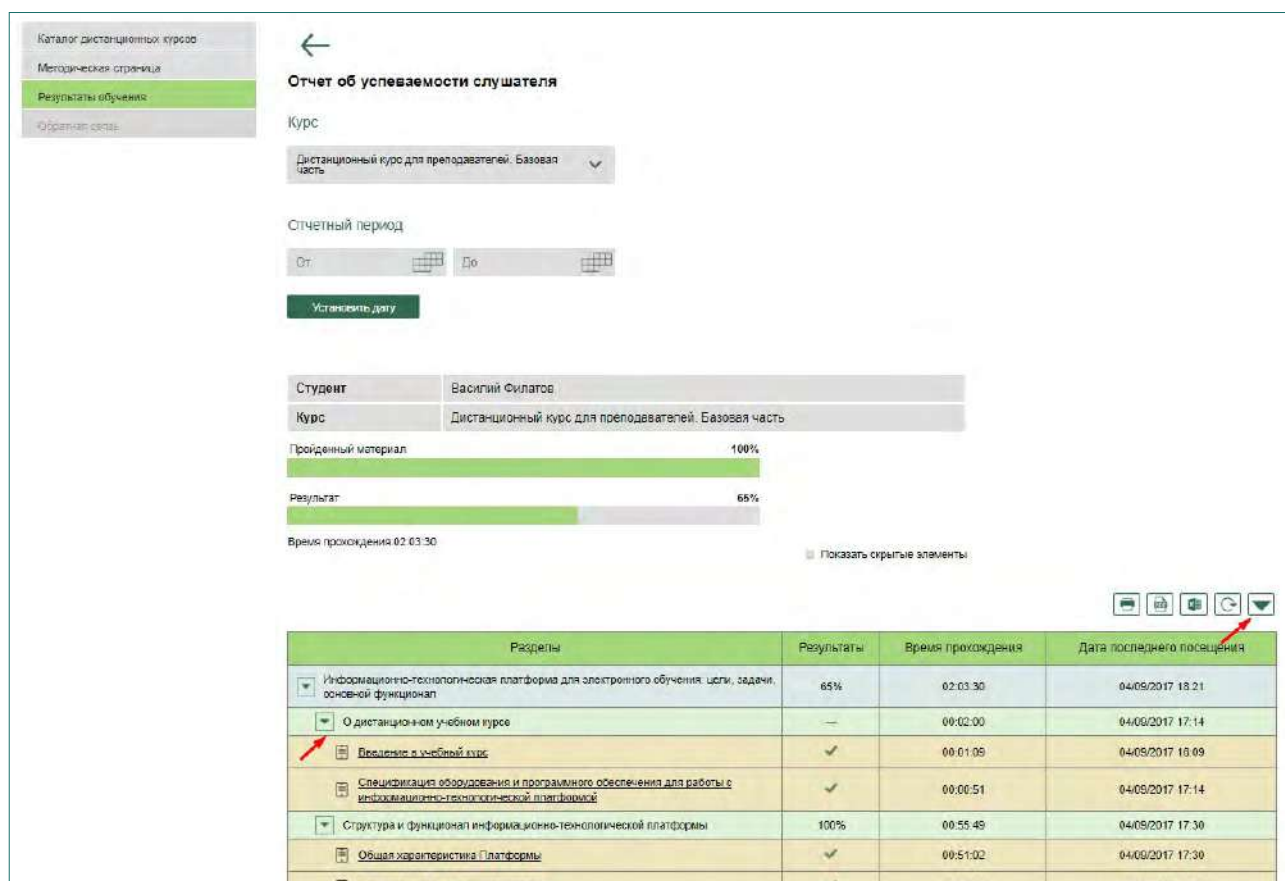 Каталог дистанционных курсов
Методическая страница
Результаты обучения
Обратная связь
Отчет об успеваемости слушателя
Курс
Дистанционный курс для преподавателей. Базовая
часть
Отчетный период
От
До
Установить дату
Студент Василий Филатов
Курс Дистанционный курс для преподавателей. Базовая часть
Пройденный материал 100%
Результат 65%
Время прохождения 02:03:30
Показать скрытые элементы
Разделы Результаты Время прохождения Дата последнего посещения
Информационно-технологическая платформа для электронного обучения: цели, задачи,
основной функционал 65% 02:03:30 04/09/2017 18:21
О дистанционном учебном курсе — 00:02:00 04/09/2017 17:14
Введение в учебный курс 00:01:09 04/09/2017 16:09
Спецификация оборудования и программного обеспечения для работы с
информационно-технологической платформой 00:00:51 04/09/2017 17:14
Структура и функционал информационно-технологической платформы 100% 00:55:49 04/09/2017 17:30
Общая характеристика Платформы 00:51:02 04/09/2017 17:30